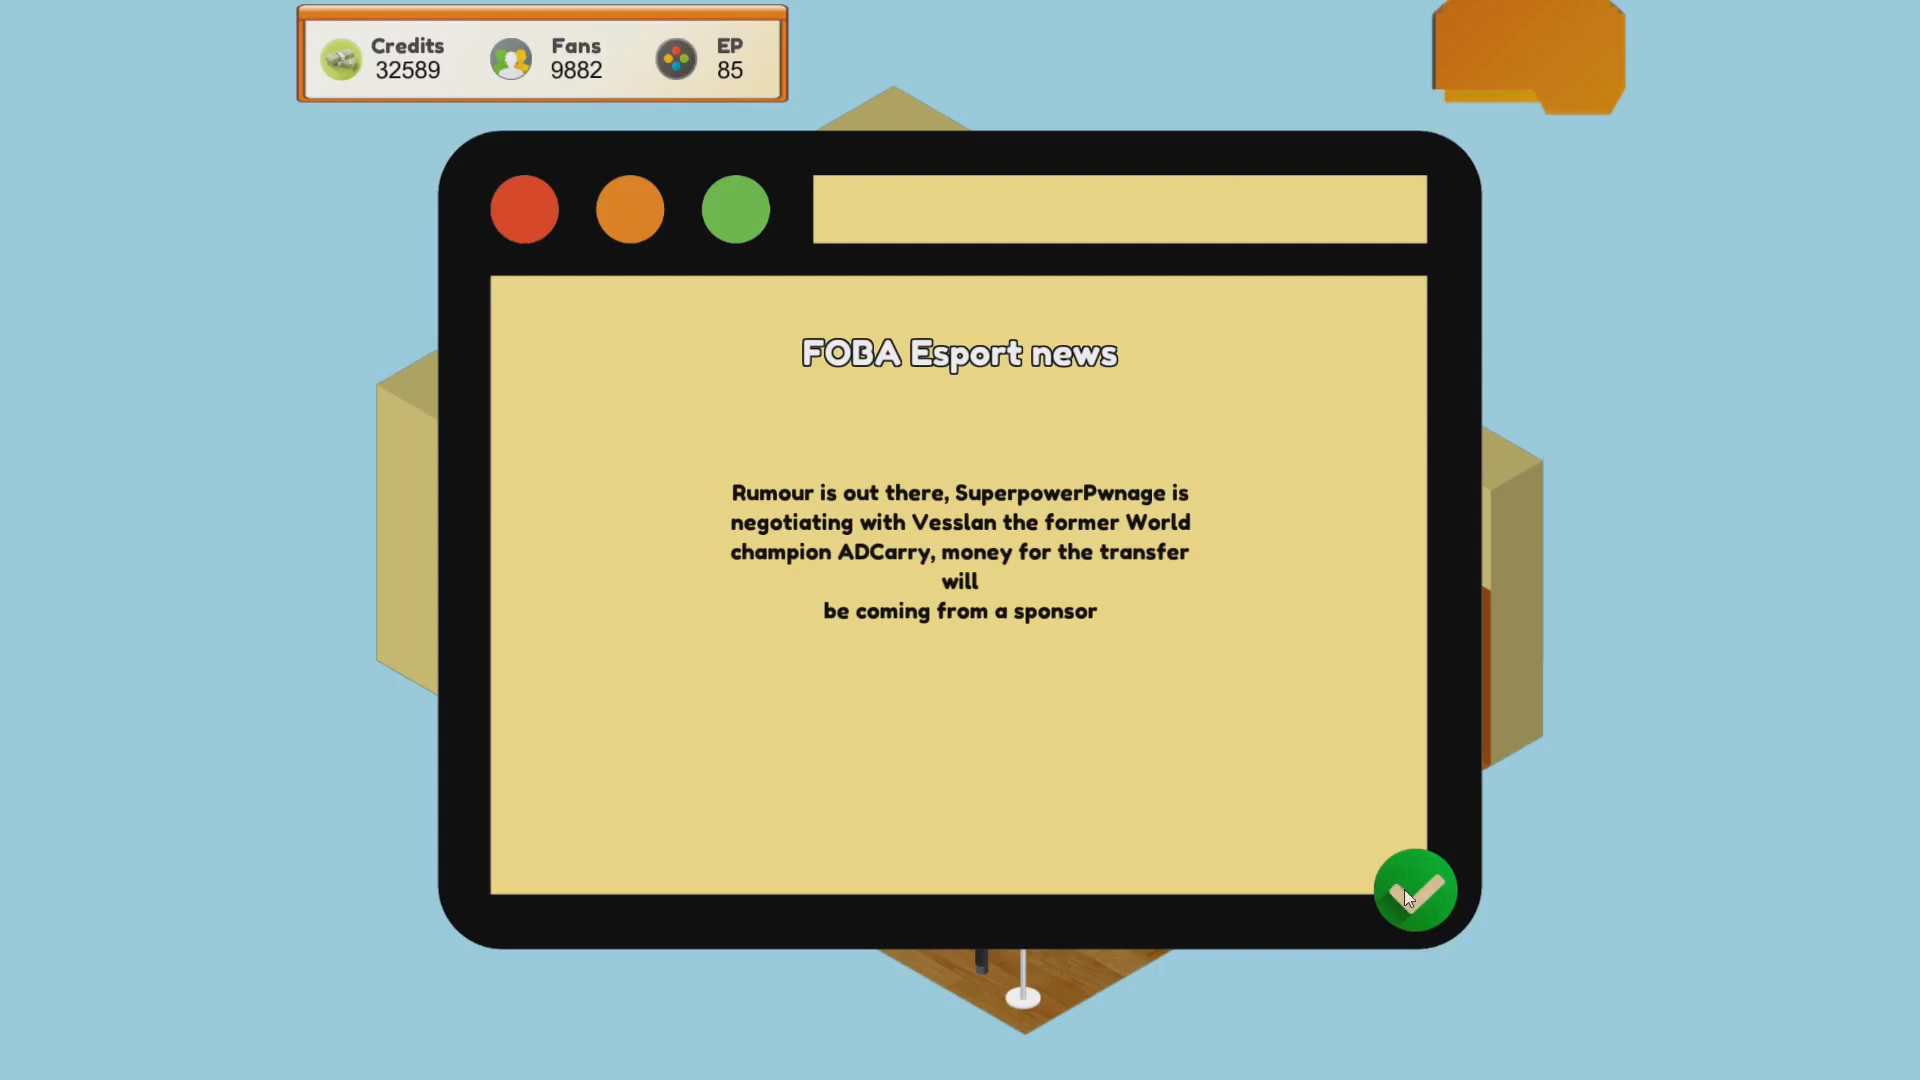 Credits
32589
Fans
9882
EP
85
FOBA Esport news
Rumour is out there, SuperpowerPwnage is
negotiating with Vesslan the former World
champion ADCarry, money for the transfer
will
be coming from a sponsor